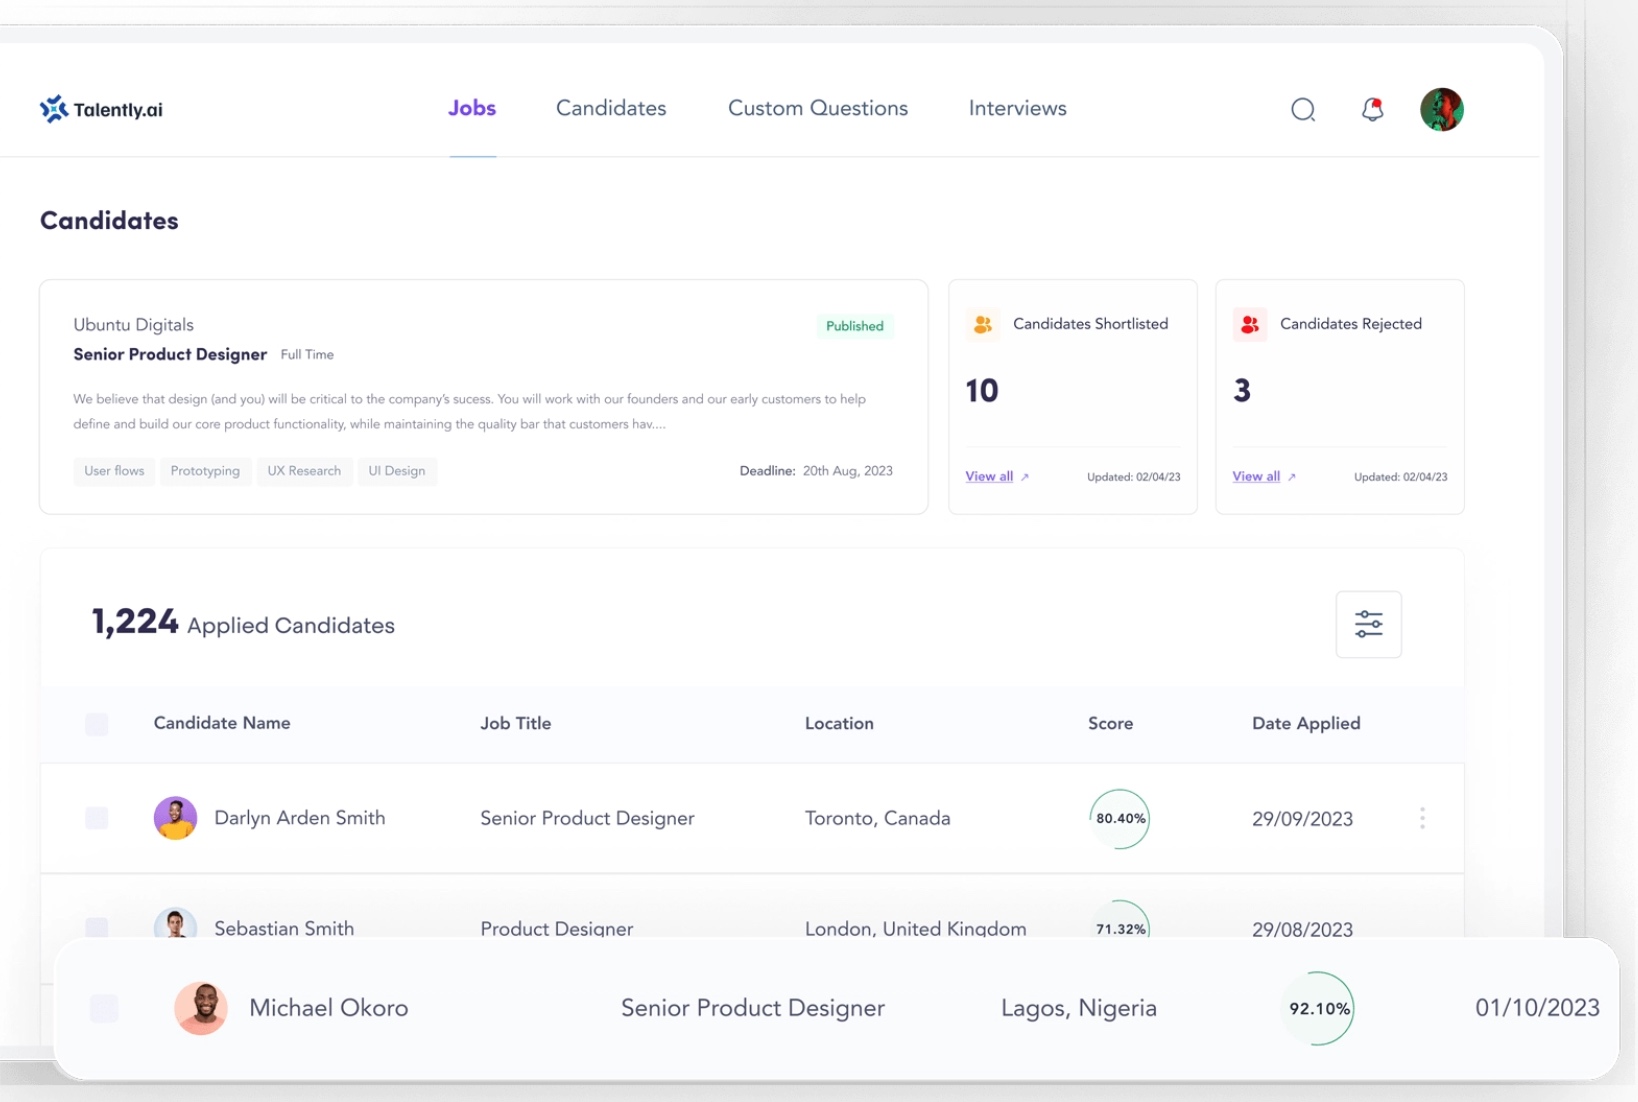 Talently.ai
Jobs Candidates Custom Questions Interviews
Candidates
Ubuntu Digitals
Published
Senior Product Designer Full Time
We believe that design (and you) will be critical to the company's sucess. You will work with our founders and our early customers to help
define and build our core product functionality, while maintaining the quality bar that customers hav....
User flows Prototyping UX Research UI Design
Deadline: 20th Aug, 2023
Candidates Shortlisted
10
View all ↗ Updated: 02/04/23
Candidates Rejected
3
View all ↗ Updated: 02/04/23
1,224 Applied Candidates
Candidate Name Job Title Location Score Date Applied
Darlyn Arden Smith Senior Product Designer Toronto, Canada 80.40% 29/09/2023
Sebastian Smith Product Designer London, United Kingdom 71.32% 29/08/2023
Michael Okoro Senior Product Designer Lagos, Nigeria 92.10% 01/10/2023